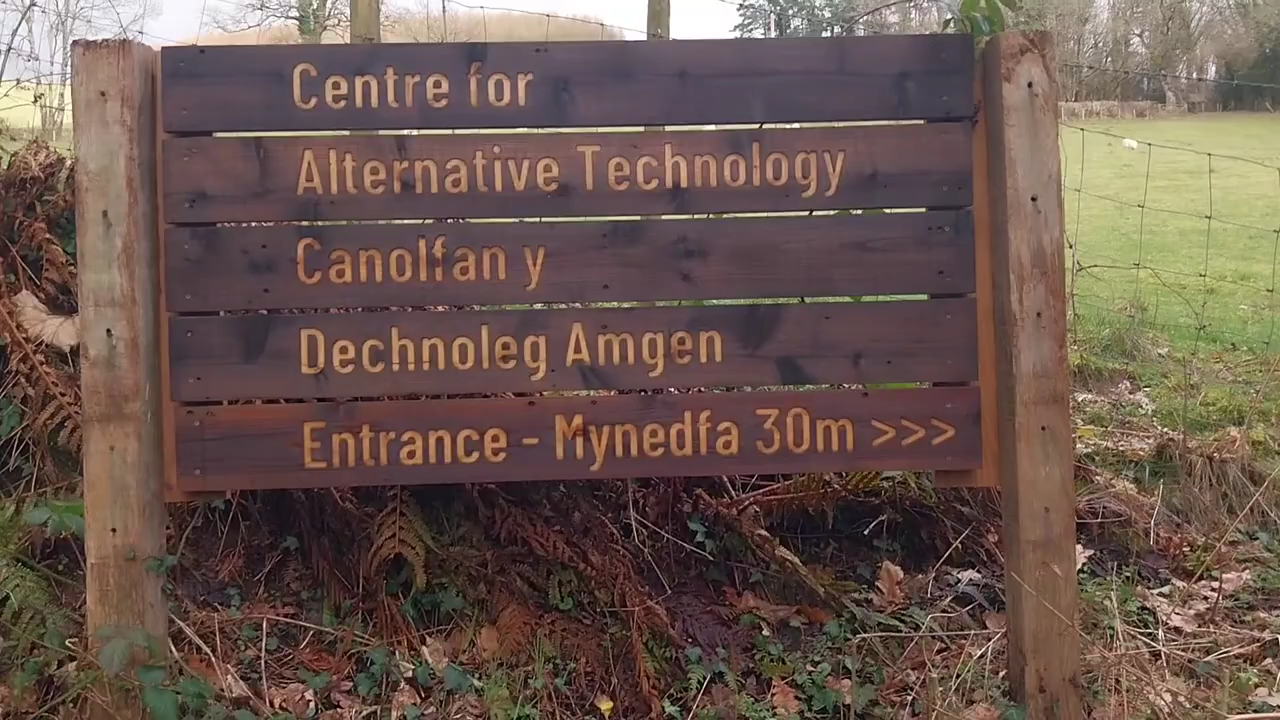 Centre for
Alternative Technology
Canolfan y
Dechnoleg Amgen
Entrance - Mynedfa 30m >>>